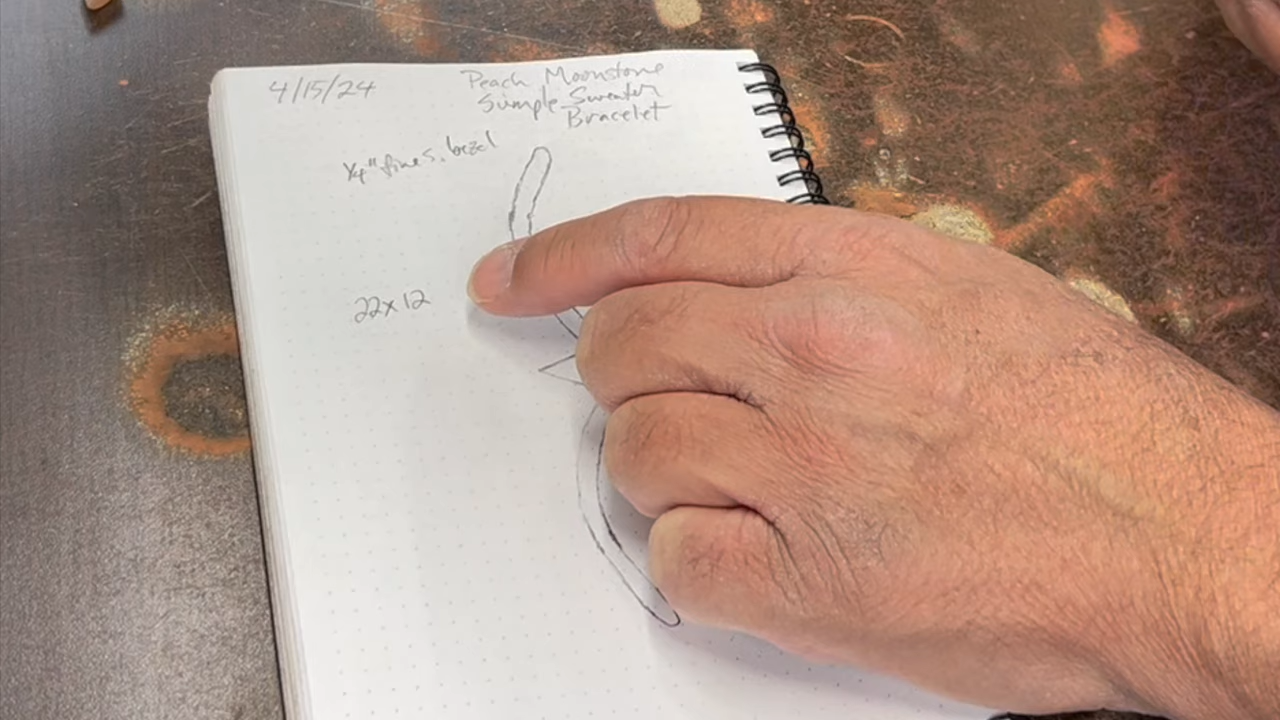 4/15/24
Peach Moonstone
Simple Sweater
Bracelet
1/4" fine s. bezel
22x12